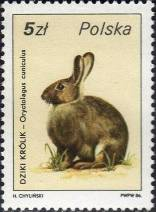 5zł
Polska
DZIKI KRÓLIK – Oryctolagus cuniculus
H. CHYLIŃSKI
PWPW 86.